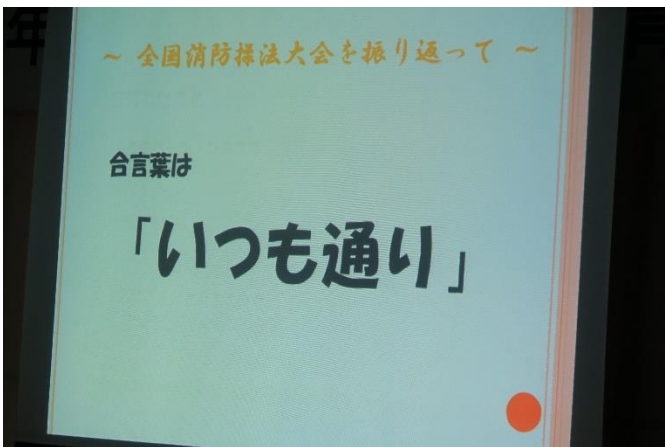 ～ 全国消防操法大会を振り返って ～
合言葉は
「いつも通り」